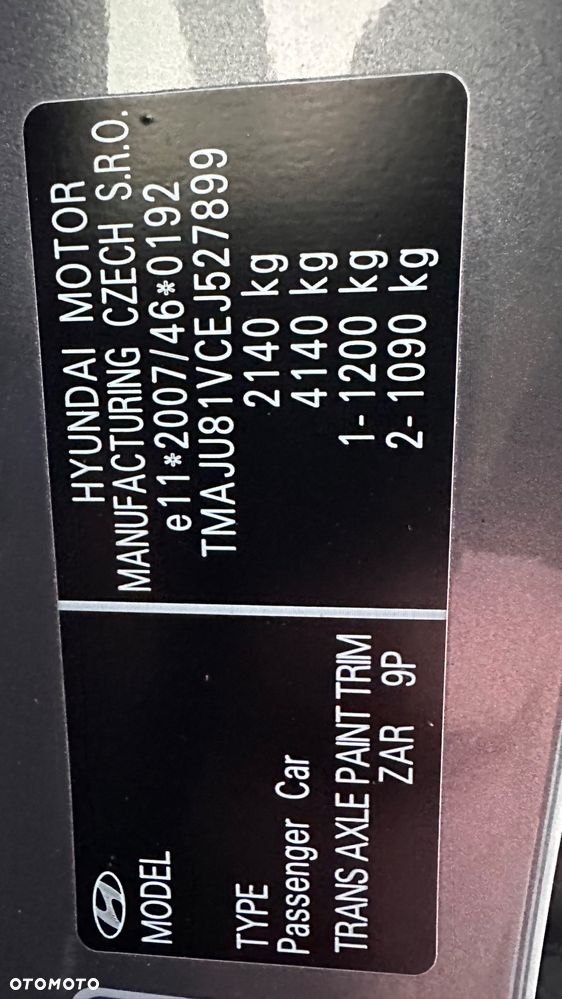 HYUNDAI MOTOR
MANUFACTURING CZECH S.R.O.
e11*2007/46*0192
TMAJU81VCEJ527899
2140 kg
4140 kg
1- 1200 kg
2- 1090 kg
MODEL
TYPE
Passenger Car
TRANS AXLE PAINT TRIM
ZAR 9P
OTOMOTO